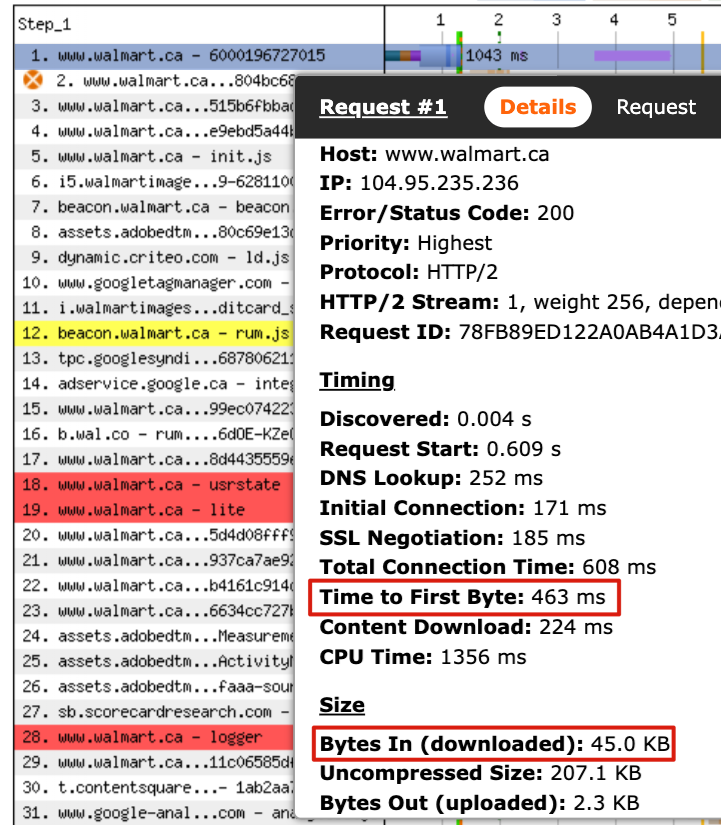 Step_1
1 2 3 4 5
1. www.walmart.ca - 6000196727015
1043 ms
2. www.walmart.ca...804bc68
3. www.walmart.ca...515b6fbbad
4. www.walmart.ca...e9ebd5a44
5. www.walmart.ca - init.js
6. i5.walmartimage...9-6281100
7. beacon.walmart.ca - beacon
8. assets.adobedtm...80c69e13
9. dynamic.criteo.com - ld.js
10. www.googletagmanager.com -
11. i.walmartimages...ditcard_s
12. beacon.walmart.ca - rum.js
13. tpc.googlesyndi...68780621
14. adservice.google.ca - integ
15. www.walmart.ca...99ec07422
16. b.wal.co - rum....6dOE-KZe
17. www.walmart.ca...8d4435559
18. www.walmart.ca - usrstate
19. www.walmart.ca - lite
20. www.walmart.ca...5d4d08fff9
21. www.walmart.ca...937ca7ae9
22. www.walmart.ca...b4161c914
23. www.walmart.ca...6634cc727
24. assets.adobedtm...Measureme
25. assets.adobedtm...Activity
26. assets.adobedtm...faaa-sour
27. sb.scorecardresearch.com -
28. www.walmart.ca - logger
29. www.walmart.ca...11c06585d
30. t.contentsquare...- 1ab2aa
31. www.google-anal...com - ana
Request #1 Details Request
Host: www.walmart.ca
IP: 104.95.235.236
Error/Status Code: 200
Priority: Highest
Protocol: HTTP/2
HTTP/2 Stream: 1, weight 256, depen
Request ID: 78FB89ED122A0AB4A1D3
Timing
Discovered: 0.004 s
Request Start: 0.609 s
DNS Lookup: 252 ms
Initial Connection: 171 ms
SSL Negotiation: 185 ms
Total Connection Time: 608 ms
Time to First Byte: 463 ms
Content Download: 224 ms
CPU Time: 1356 ms
Size
Bytes In (downloaded): 45.0 KB
Uncompressed Size: 207.1 KB
Bytes Out (uploaded): 2.3 KB